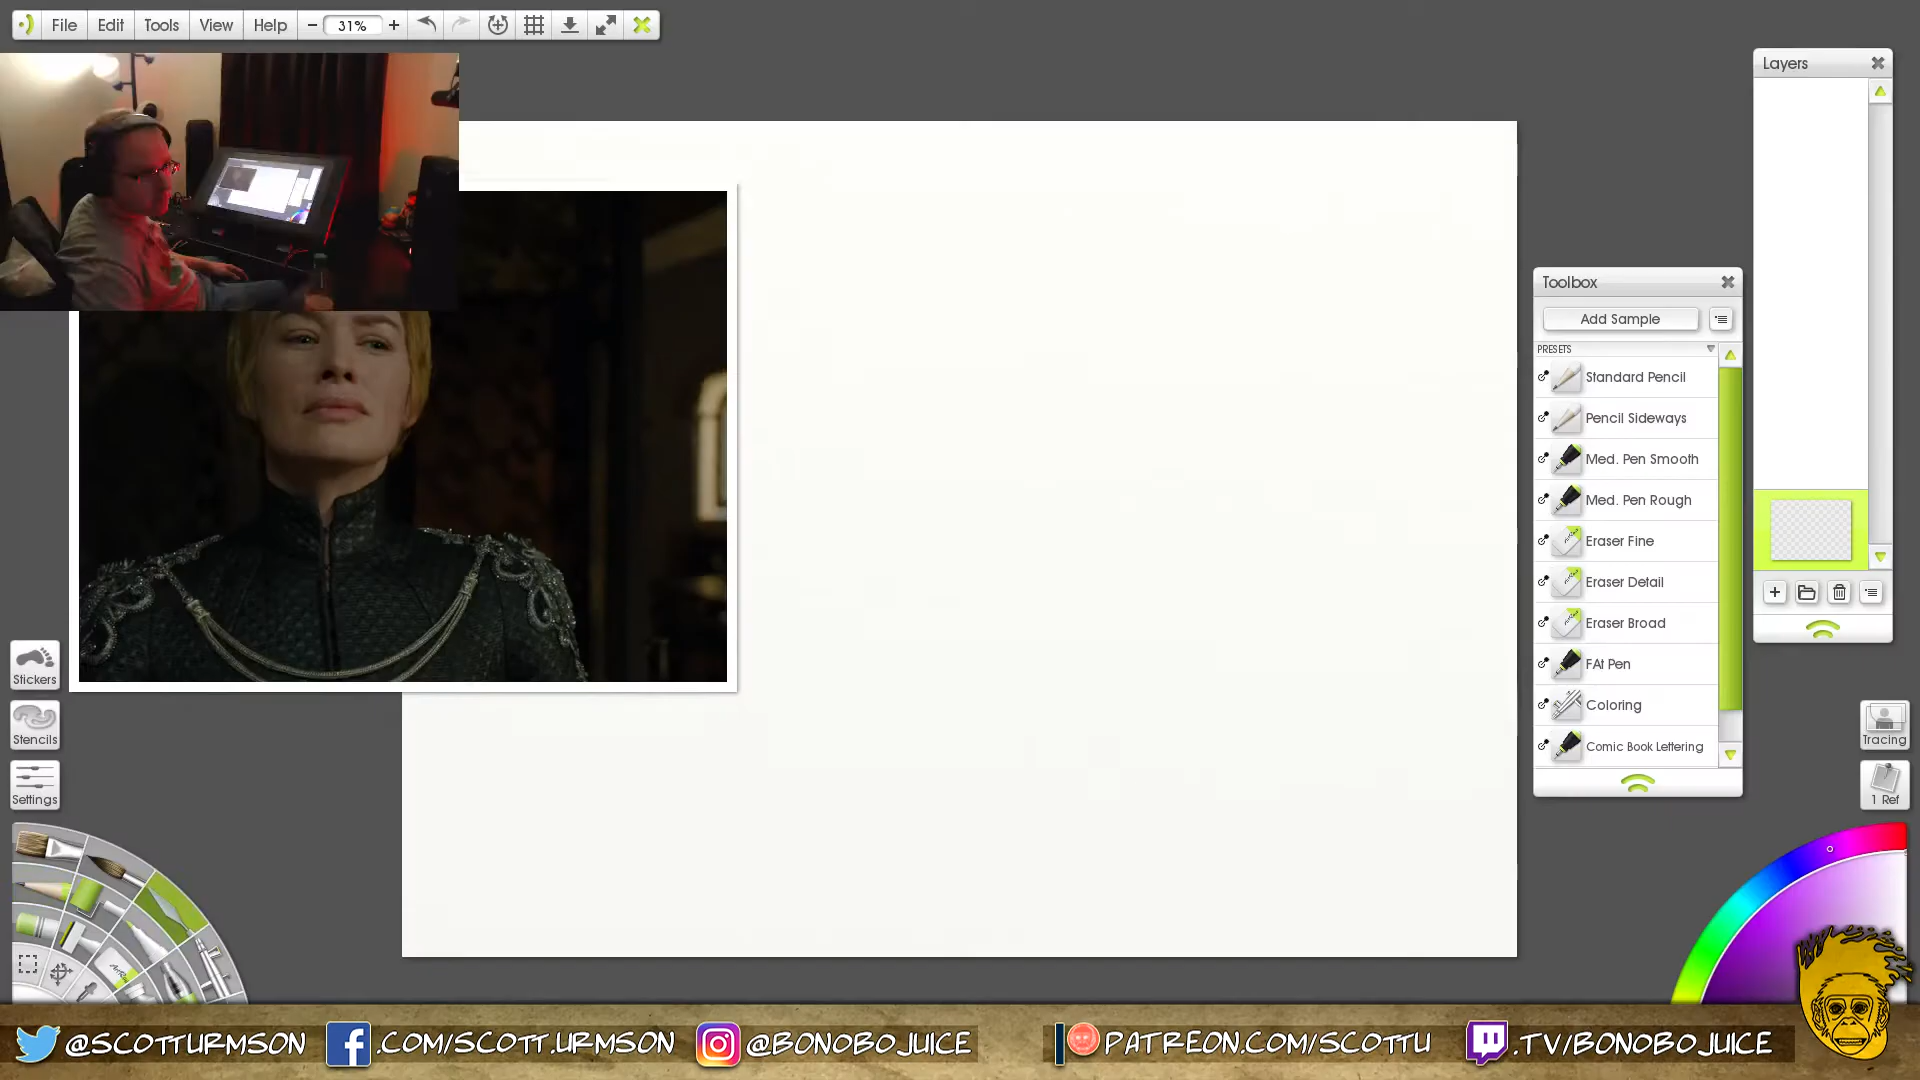 File Edit Tools View Help 31%
Layers
Toolbox
Add Sample
PRESETS
Standard Pencil
Pencil Sideways
Med. Pen Smooth
Med. Pen Rough
Eraser Fine
Eraser Detail
Eraser Broad
FAt Pen
Coloring
Comic Book Lettering
Stickers
Stencils
Settings
Tracing
1 Ref
@SCOTTURMSON .COM/SCOTT.URMSON @BONOBOJUICE PATREON.COM/SCOTTU .TV/BONOBOJUICE